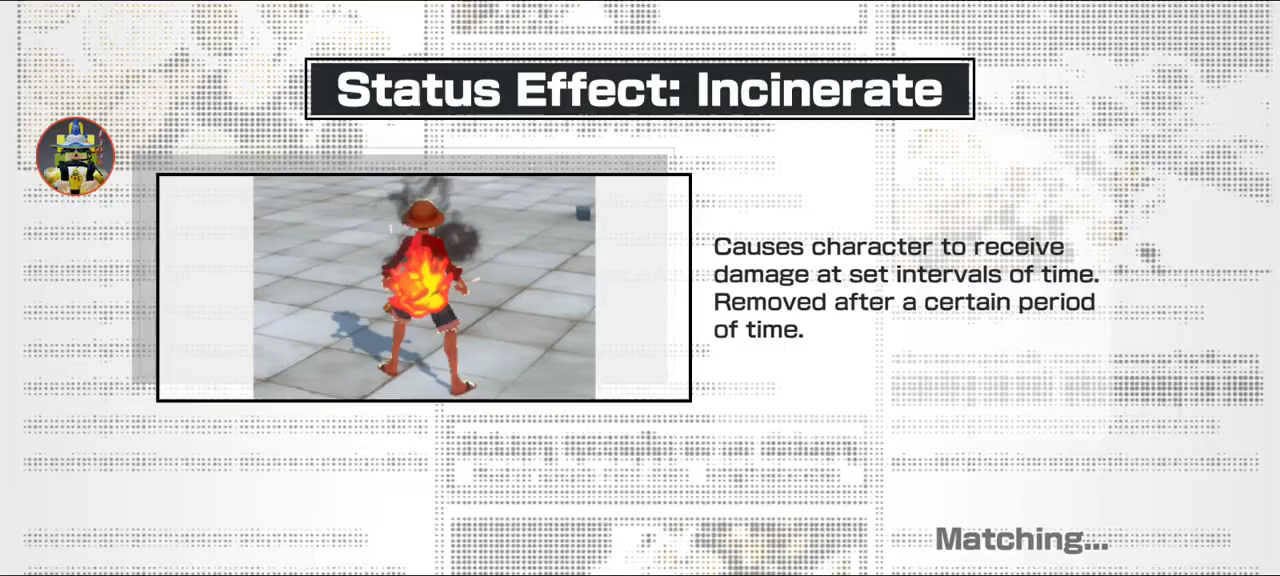 Status Effect: Incinerate
Causes character to receive
damage at set intervals of time.
Removed after a certain period
of time.
Matching...